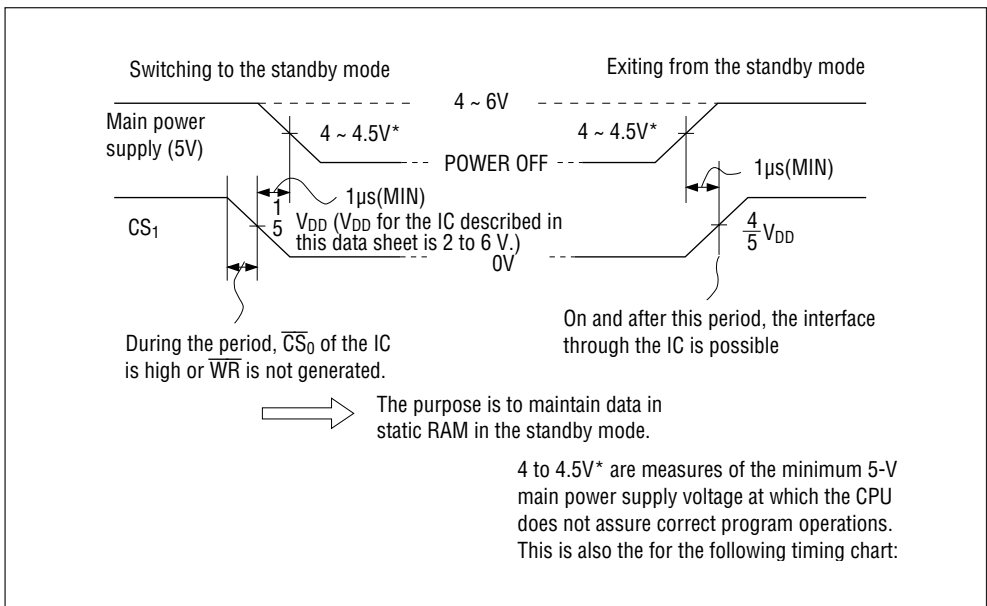 Switching to the standby mode
Exiting from the standby mode
4 ~ 6V
Main power
supply (5V)
4 ~ 4.5V*
4 ~ 4.5V*
POWER OFF
1µs(MIN)
1µs(MIN)
CS1
1
5
VDD (VDD for the IC described in
this data sheet is 2 to 6 V.)
0V
4/5 VDD
During the period, C̅S̅0 of the IC
is high or W̅R̅ is not generated.
On and after this period, the interface
through the IC is possible
The purpose is to maintain data in
static RAM in the standby mode.
4 to 4.5V* are measures of the minimum 5-V
main power supply voltage at which the CPU
does not assure correct program operations.
This is also the for the following timing chart: